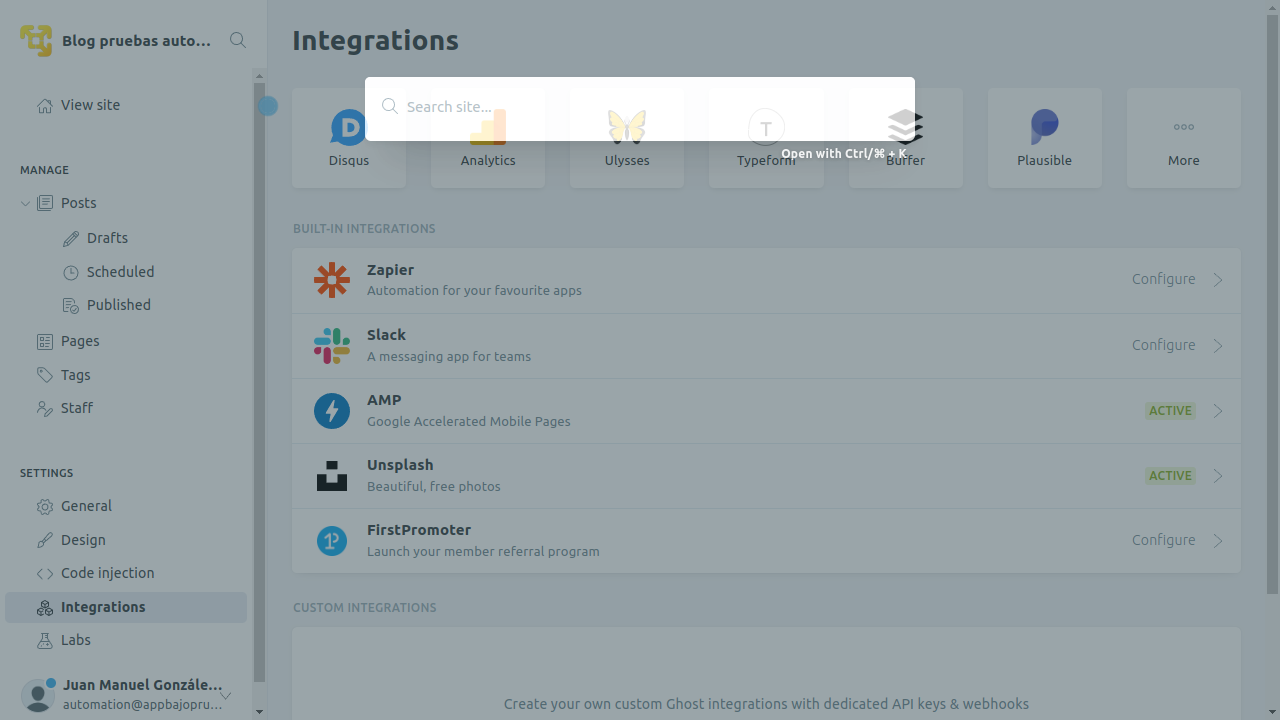 Blog pruebas auto...
View site
MANAGE
Posts
Drafts
Scheduled
Published
Pages
Tags
Staff
SETTINGS
General
Design
Code injection
Integrations
Labs
Juan Manuel Gonzále...
automation@appbajopru...
Integrations
Search site...
Open with Ctrl/⌘ + K
Disqus
Analytics
Ulysses
Typeform
Buffer
Plausible
More
BUILT-IN INTEGRATIONS
Zapier
Automation for your favourite apps
Configure
Slack
A messaging app for teams
Configure
AMP
Google Accelerated Mobile Pages
ACTIVE
Unsplash
Beautiful, free photos
ACTIVE
FirstPromoter
Launch your member referral program
Configure
CUSTOM INTEGRATIONS
Create your own custom Ghost integrations with dedicated API keys & webhooks